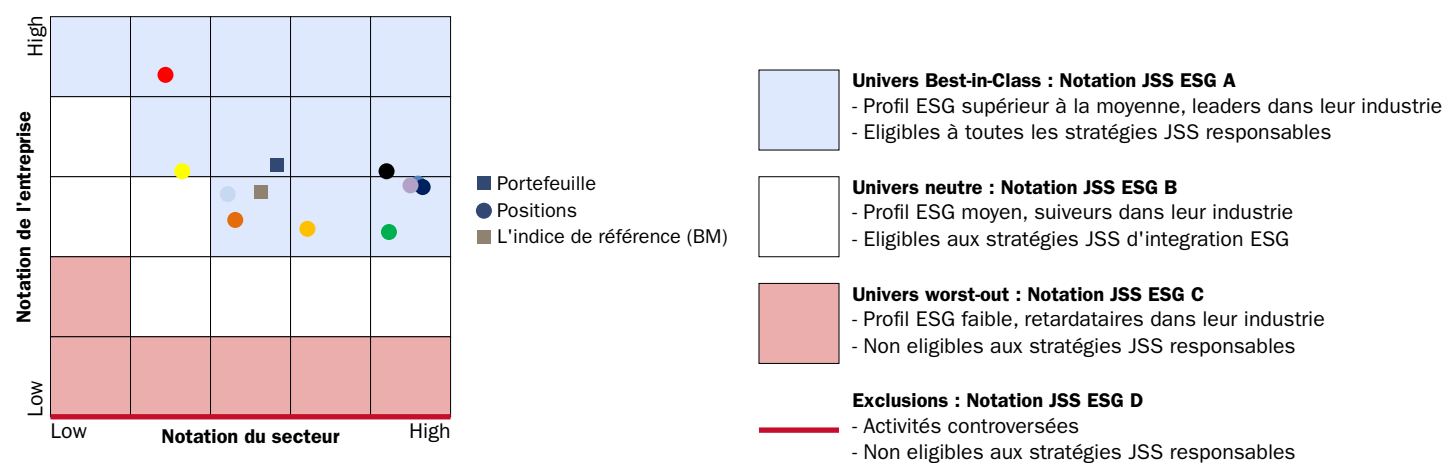 High
Notation de l'entreprise
Low
Low
Notation du secteur
High
Portefeuille
Positions
L'indice de référence (BM)
Univers Best-in-Class : Notation JSS ESG A
- Profil ESG supérieur à la moyenne, leaders dans leur industrie
- Eligibles à toutes les stratégies JSS responsables
Univers neutre : Notation JSS ESG B
- Profil ESG moyen, suiveurs dans leur industrie
- Eligibles aux stratégies JSS d'integration ESG
Univers worst-out : Notation JSS ESG C
- Profil ESG faible, retardataires dans leur industrie
- Non eligibles aux stratégies JSS responsables
Exclusions : Notation JSS ESG D
- Activités controversées
- Non eligibles aux stratégies JSS responsables